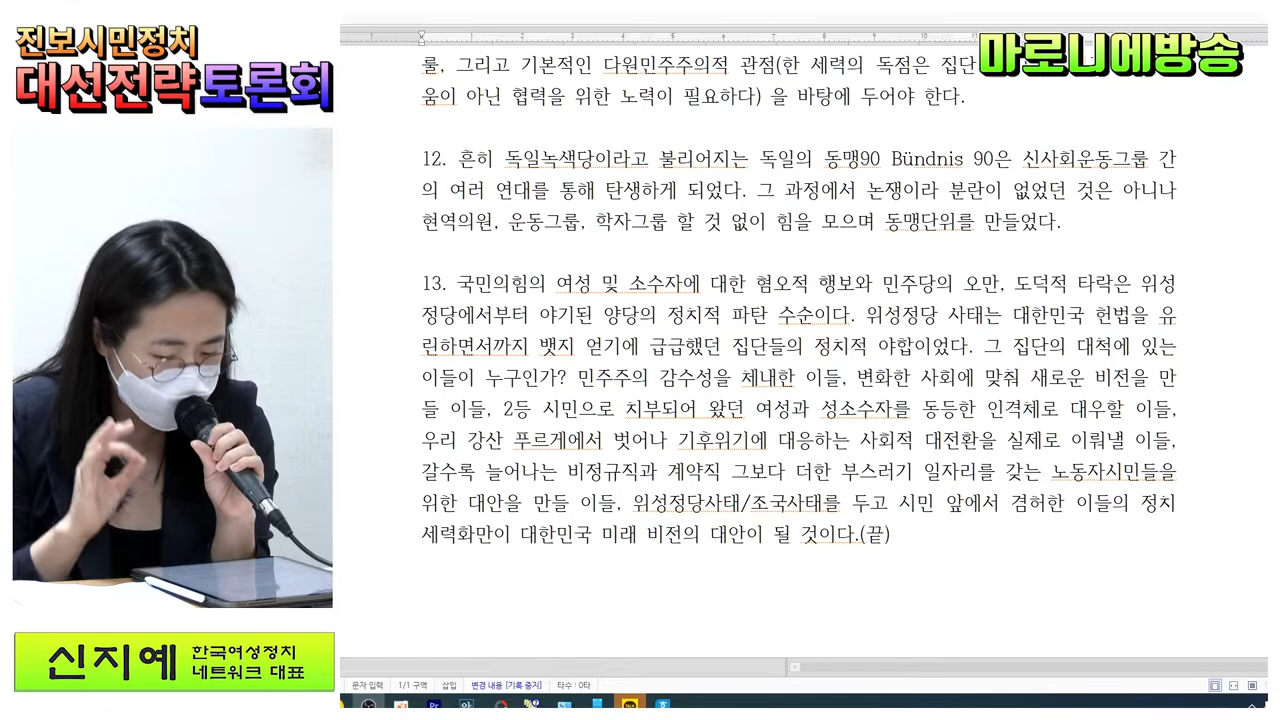 진보시민정치
대선전략토론회
마로니에방송
룰, 그리고 기본적인 다원민주주의적 관점(한 세력의 독점은 집단
움이 아닌 협력을 위한 노력이 필요하다) 을 바탕에 두어야 한다.
12. 흔히 독일녹색당이라고 불리어지는 독일의 동맹90 Bündnis 90은 신사회운동그룹 간
의 여러 연대를 통해 탄생하게 되었다. 그 과정에서 논쟁이라 분란이 없었던 것은 아니나
현역의원, 운동그룹, 학자그룹 할 것 없이 힘을 모으며 동맹단위를 만들었다.
13. 국민의힘의 여성 및 소수자에 대한 혐오적 행보와 민주당의 오만, 도덕적 타락은 위성
정당에서부터 야기된 양당의 정치적 파탄 수순이다. 위성정당 사태는 대한민국 헌법을 유
린하면서까지 뱃지 얻기에 급급했던 집단들의 정치적 야합이었다. 그 집단의 대척에 있는
이들이 누구인가? 민주주의 감수성을 체내한 이들, 변화한 사회에 맞춰 새로운 비전을 만
들 이들, 2등 시민으로 치부되어 왔던 여성과 성소수자를 동등한 인격체로 대우할 이들,
우리 강산 푸르게에서 벗어나 기후위기에 대응하는 사회적 대전환을 실제로 이뤄낼 이들,
갈수록 늘어나는 비정규직과 계약직 그보다 더한 부스러기 일자리를 갖는 노동자시민들을
위한 대안을 만들 이들, 위성정당사태/조국사태를 두고 시민 앞에서 겸허한 이들의 정치
세력화만이 대한민국 미래 비전의 대안이 될 것이다.(끝)
신지예 한국여성정치
네트워크 대표
문자 입력 1/1 구역 삽입 변경 내용 [기록 중지] 타수 : 0타